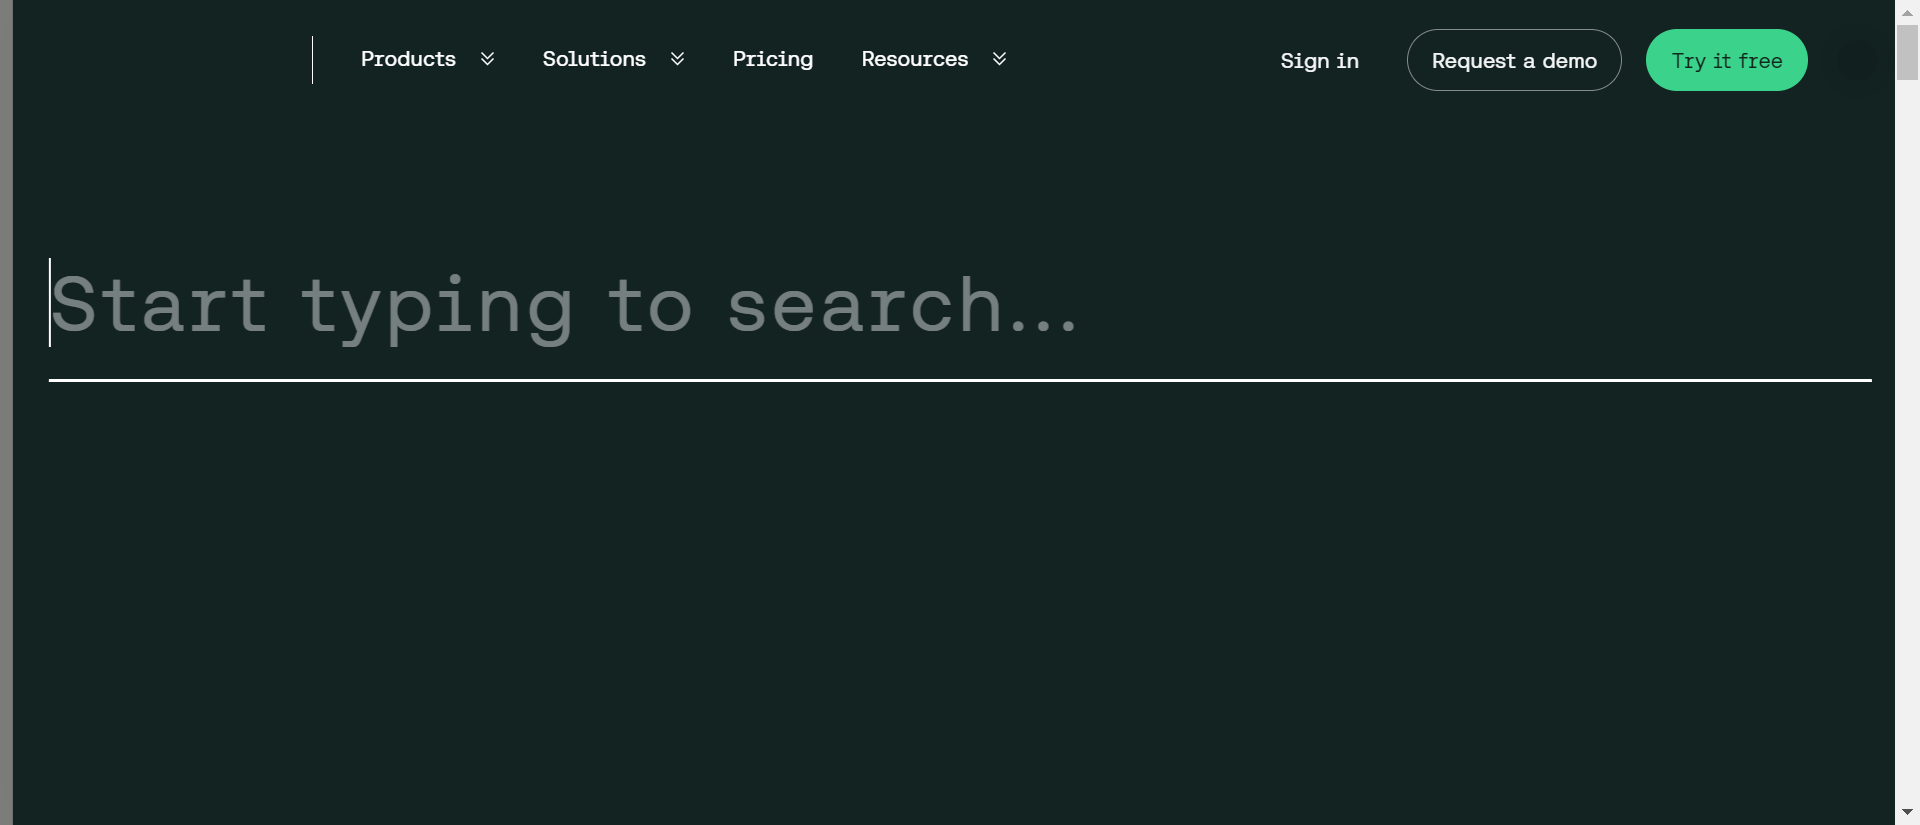 Products Solutions Pricing Resources Sign in Request a demo Try it free
Start typing to search...